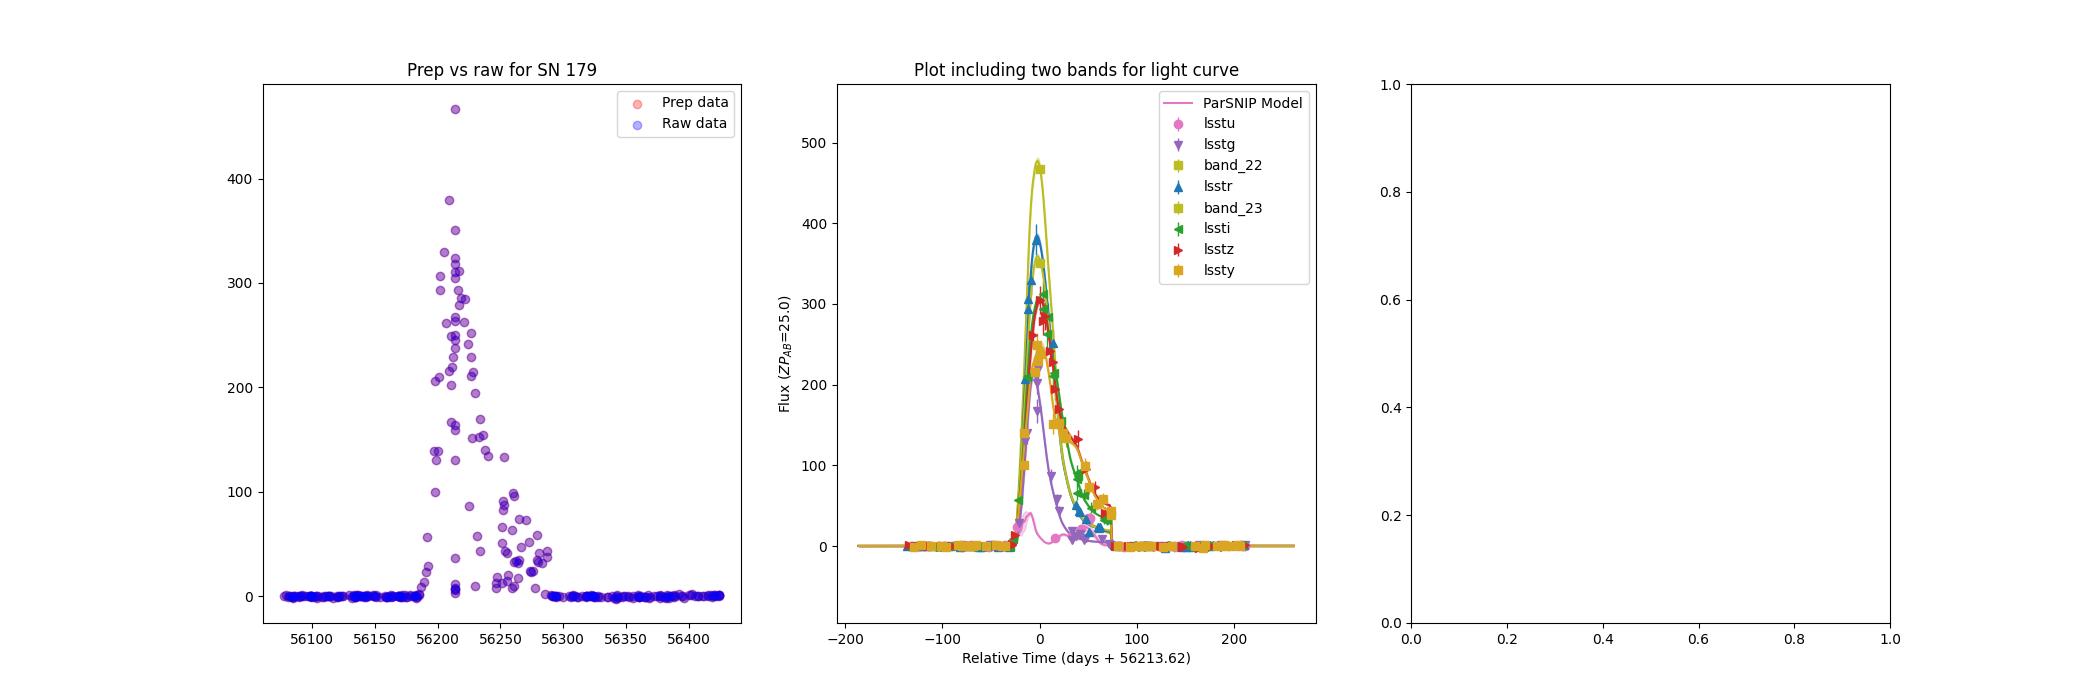 Prep vs raw for SN 179
Prep data
Raw data
400
300
200
100
0
56100 56150 56200 56250 56300 56350 56400
Plot including two bands for light curve
ParSNIP Model
lsstu
lsstg
band_22
lsstr
band_23
lssti
lsstz
lssty
Flux (ZP_AB=25.0)
500
400
300
200
100
0
−200 −100 0 100 200
Relative Time (days + 56213.62)
1.0
0.8
0.6
0.4
0.2
0.0
0.0 0.2 0.4 0.6 0.8 1.0